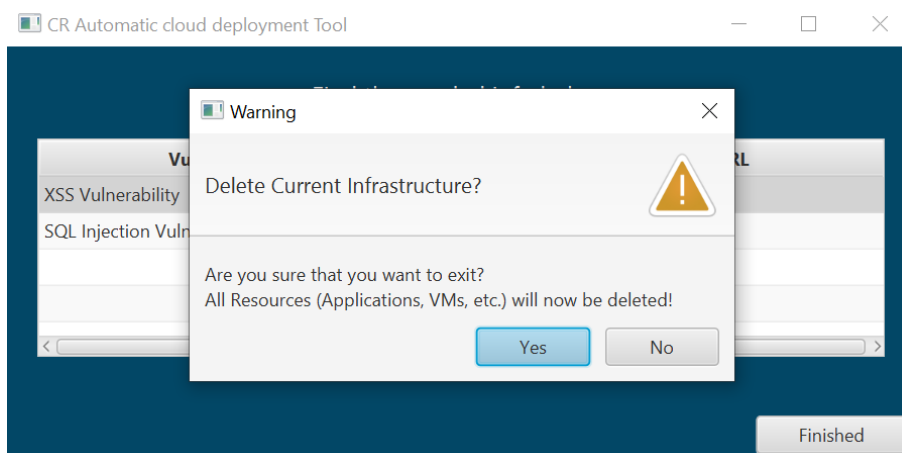 CR Automatic cloud deployment Tool
Warning
Delete Current Infrastructure?
XSS Vulnerability
SQL Injection
Are you sure that you want to exit?
All Resources (Applications, VMs, etc.) will now be deleted!
Yes
No
Finished